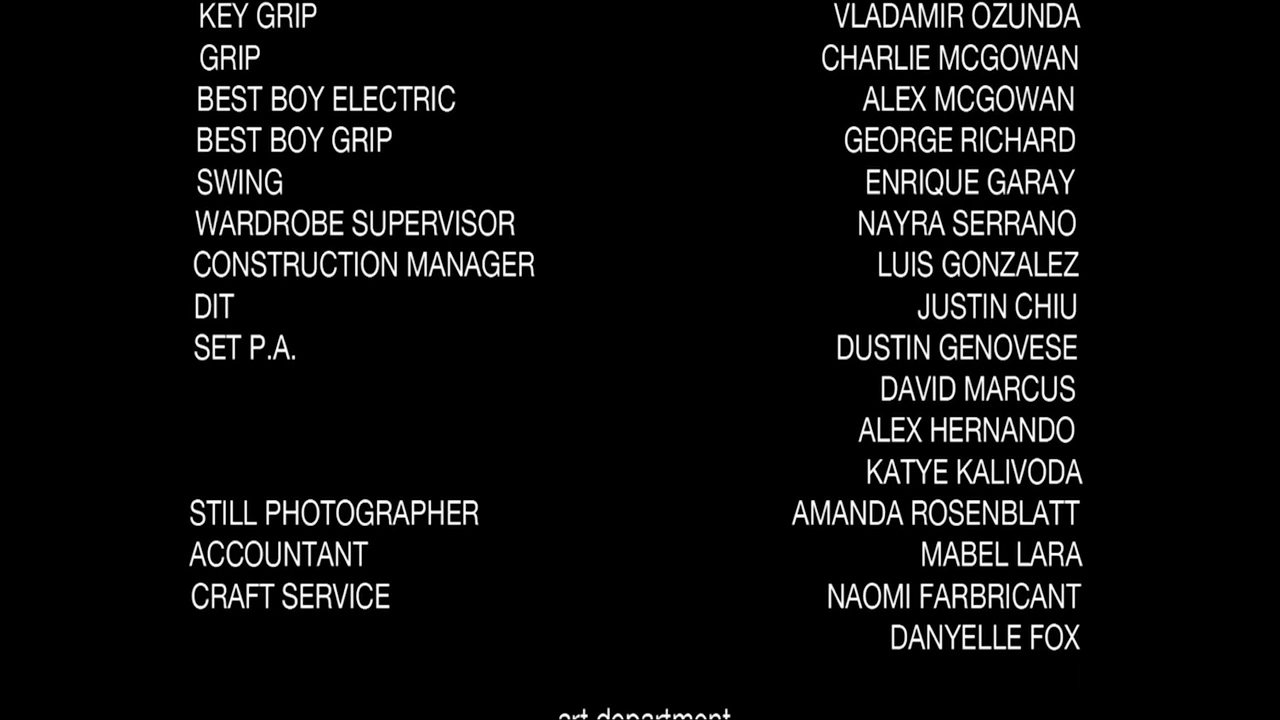 KEY GRIP VLADAMIR OZUNDA
GRIP CHARLIE MCGOWAN
BEST BOY ELECTRIC ALEX MCGOWAN
BEST BOY GRIP GEORGE RICHARD
SWING ENRIQUE GARAY
WARDROBE SUPERVISOR NAYRA SERRANO
CONSTRUCTION MANAGER LUIS GONZALEZ
DIT JUSTIN CHIU
SET P.A. DUSTIN GENOVESE
DAVID MARCUS
ALEX HERNANDO
KATYE KALIVODA
STILL PHOTOGRAPHER AMANDA ROSENBLATT
ACCOUNTANT MABEL LARA
CRAFT SERVICE NAOMI FARBRICANT
DANYELLE FOX
art department